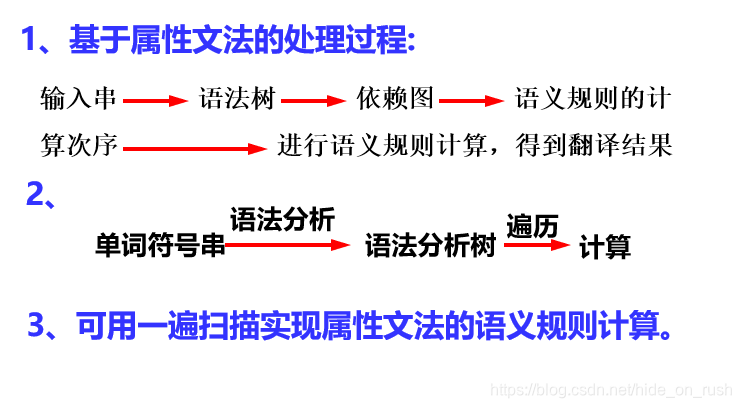 1、基于属性文法的处理过程:
输入串 语法树 依赖图 语义规则的计
算次序 进行语义规则计算，得到翻译结果
2、
语法分析 遍历
单词符号串 语法分析树 计算
3、可用一遍扫描实现属性文法的语义规则计算。
https://blog.csdn.net/hide_on_rush